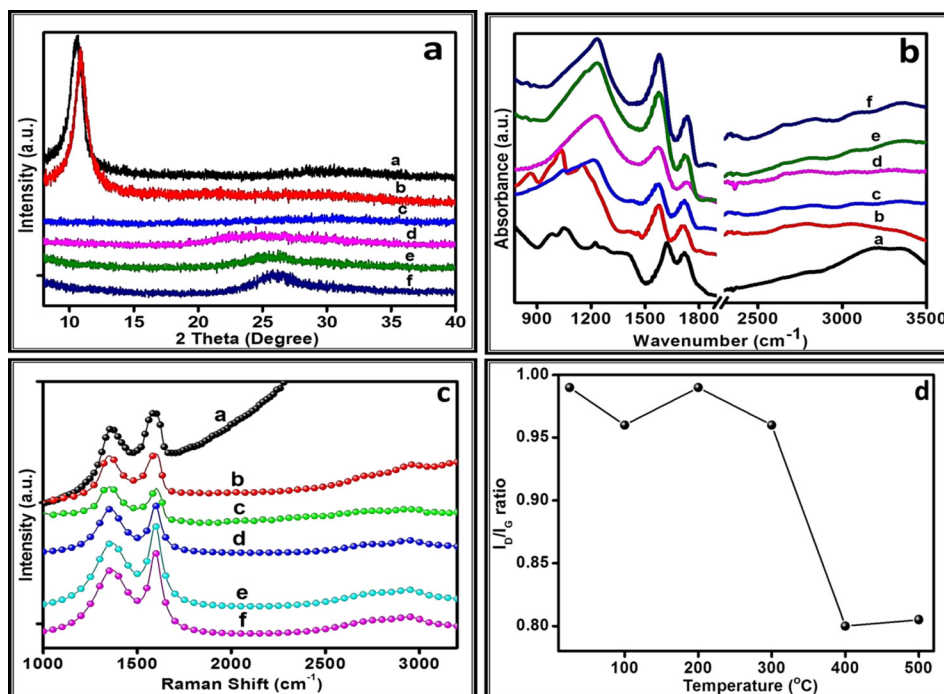 a
a
b
c
d
e
f
Intensity (a.u.)
10 15 20 25 30 35 40
2 Theta (Degree)
b
f
e
d
c
b
a
Absorbance (a.u.)
900 1200 1500 1800 2500 3000 3500
Wavenumber (cm-1)
c
a
b
c
d
e
f
Intensity (a.u.)
1000 1500 2000 2500 3000
Raman Shift (cm-1)
d
1.00
0.95
0.90
0.85
0.80
ID/IG ratio
100 200 300 400 500
Temperature (oC)